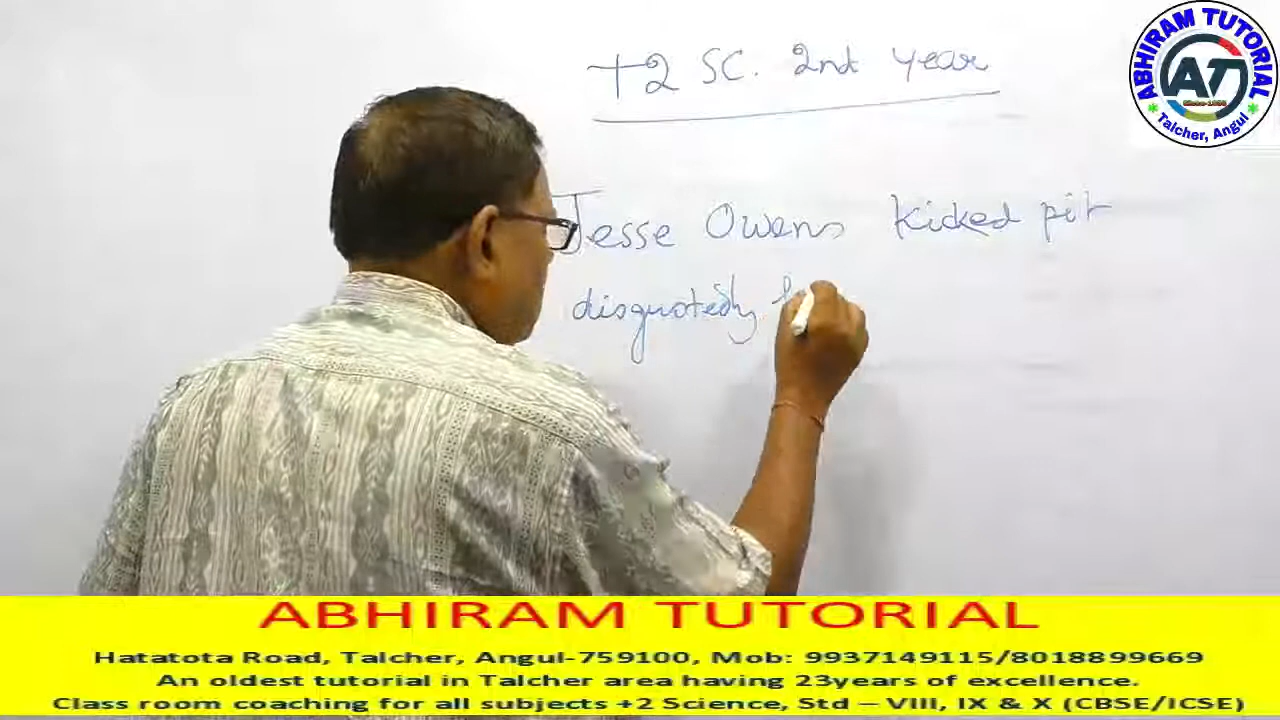 +2 SC. 2nd year
Jesse Owens kicked pit
disgustedly
ABHIRAM TUTORIAL
AT
Since-1998
Talcher, Angul
ABHIRAM TUTORIAL
Hatatota Road, Talcher, Angul-759100, Mob: 9937149115/8018899669
An oldest tutorial in Talcher area having 23years of excellence.
Class room coaching for all subjects +2 Science, Std – VIII, IX & X (CBSE/ICSE)